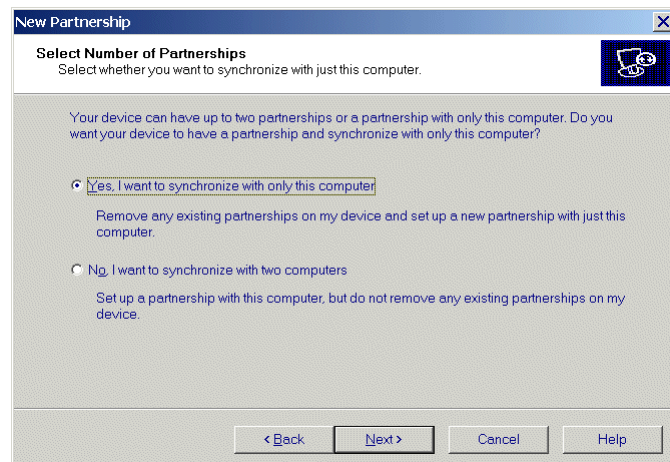 New Partnership
Select Number of Partnerships
Select whether you want to synchronize with just this computer.
Your device can have up to two partnerships or a partnership with only this computer. Do you
want your device to have a partnership and synchronize with only this computer?
Yes, I want to synchronize with only this computer
Remove any existing partnerships on my device and set up a new partnership with just this
computer.
No, I want to synchronize with two computers
Set up a partnership with this computer, but do not remove any existing partnerships on my
device.
< Back Next > Cancel Help